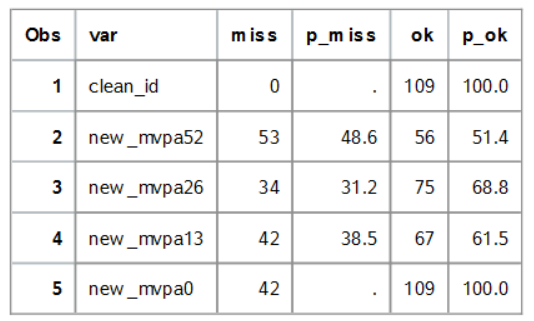 Obs var miss p_miss ok p_ok
1 clean_id 0 . 109 100.0
2 new_mvpa52 53 48.6 56 51.4
3 new_mvpa26 34 31.2 75 68.8
4 new_mvpa13 42 38.5 67 61.5
5 new_mvpa0 42 . 109 100.0